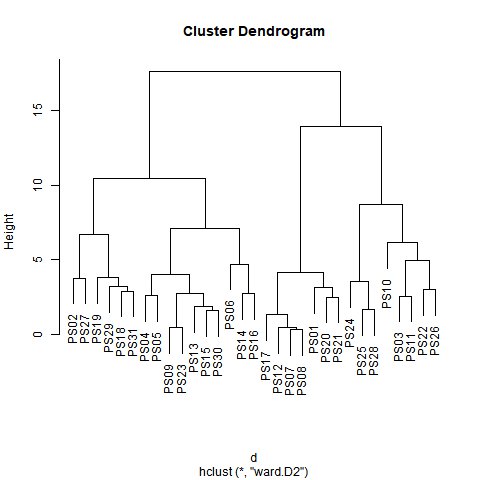 Cluster Dendrogram
Height
15
10
5
0
PS02
PS27
PS19
PS29
PS18
PS31
PS04
PS05
PS09
PS23
PS13
PS15
PS30
PS06
PS14
PS16
PS17
PS12
PS07
PS08
PS01
PS20
PS21
PS24
PS25
PS28
PS10
PS03
PS11
PS22
PS26
d
hclust (*, "ward.D2")